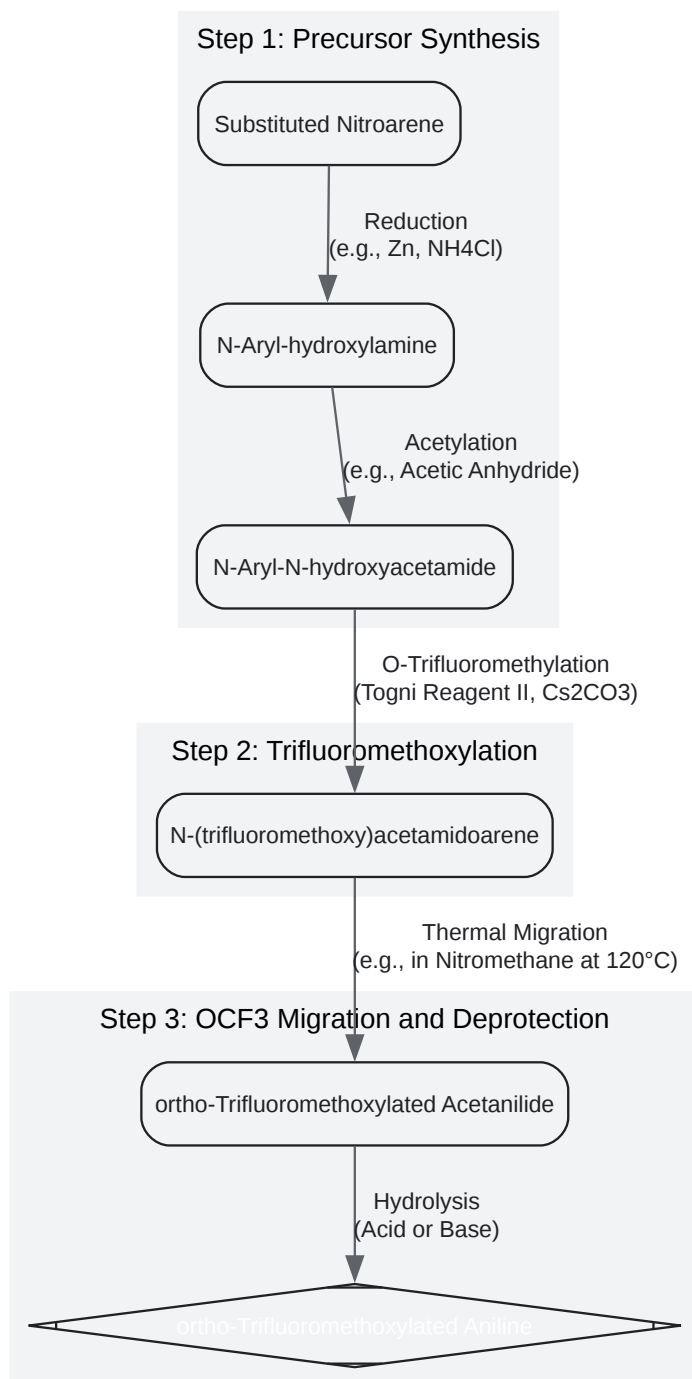 Step 1: Precursor Synthesis
Substituted Nitroarene
Reduction
(e.g., Zn, NH4Cl)
N-Aryl-hydroxylamine
Acetylation
(e.g., Acetic Anhydride)
N-Aryl-N-hydroxyacetamide
O-Trifluoromethylation
(Togni Reagent II, Cs2CO3)
Step 2: Trifluoromethoxylation
N-(trifluoromethoxy)acetamidoarene
Thermal Migration
(e.g., in Nitromethane at 120°C)
Step 3: OCF3 Migration and Deprotection
ortho-Trifluoromethoxylated Acetanilide
Hydrolysis
(Acid or Base)
ortho-Trifluoromethoxylated Aniline